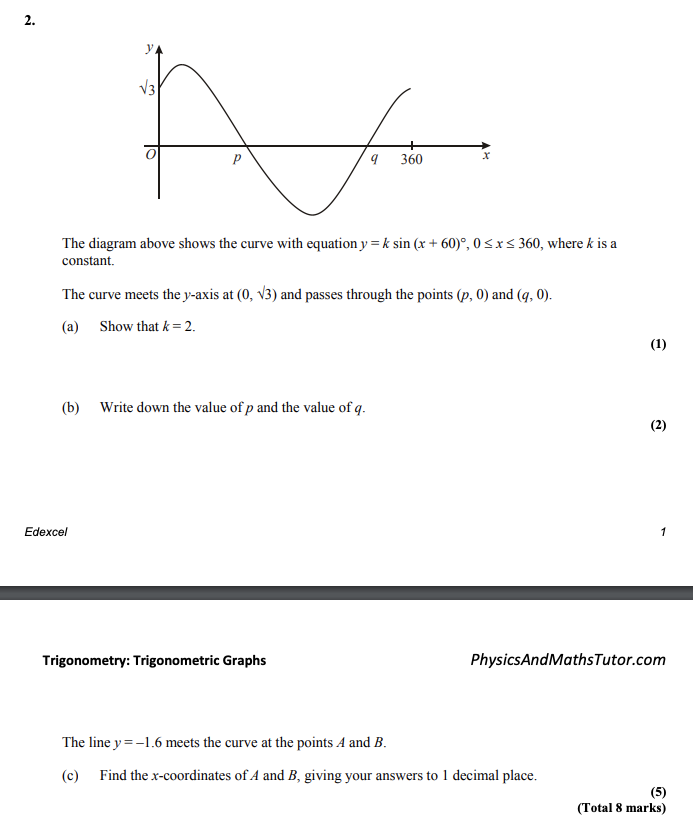 2.
y
√3
O
p
q
360
x
The diagram above shows the curve with equation y = k sin (x + 60)°, 0 ≤ x ≤ 360, where k is a
constant.
The curve meets the y-axis at (0, √3) and passes through the points (p, 0) and (q, 0).
(a) Show that k = 2.
(1)
(b) Write down the value of p and the value of q.
(2)
Edexcel
1
Trigonometry: Trigonometric Graphs
PhysicsAndMathsTutor.com
The line y = –1.6 meets the curve at the points A and B.
(c) Find the x-coordinates of A and B, giving your answers to 1 decimal place.
(5)
(Total 8 marks)